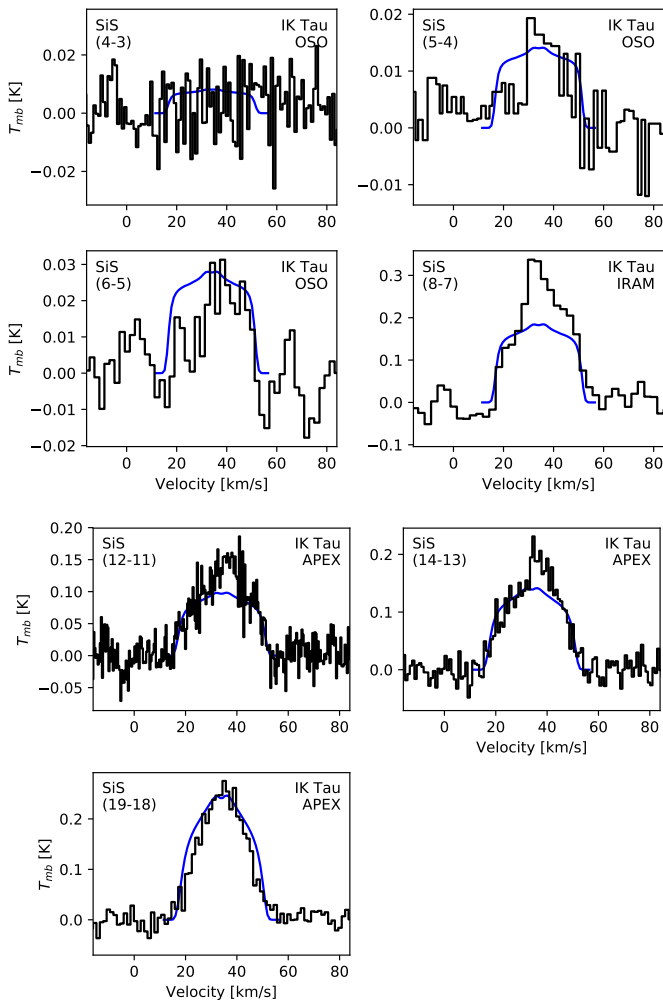 SiS
(4-3)
IK Tau
OSO
T_mb [K]
0.02
0.00
−0.02
0 20 40 60 80
SiS
(5-4)
IK Tau
OSO
0.02
0.01
0.00
−0.01
0 20 40 60 80
SiS
(6-5)
IK Tau
OSO
T_mb [K]
0.03
0.02
0.01
0.00
−0.01
−0.02
0 20 40 60 80
Velocity [km/s]
SiS
(8-7)
IK Tau
IRAM
0.3
0.2
0.1
0.0
−0.1
0 20 40 60 80
Velocity [km/s]
SiS
(12-11)
IK Tau
APEX
T_mb [K]
0.20
0.15
0.10
0.05
0.00
−0.05
0 20 40 60 80
Velocity [km/s]
SiS
(14-13)
IK Tau
APEX
0.2
0.1
0.0
0 20 40 60 80
Velocity [km/s]
SiS
(19-18)
IK Tau
APEX
T_mb [K]
0.2
0.1
0.0
0 20 40 60 80
Velocity [km/s]